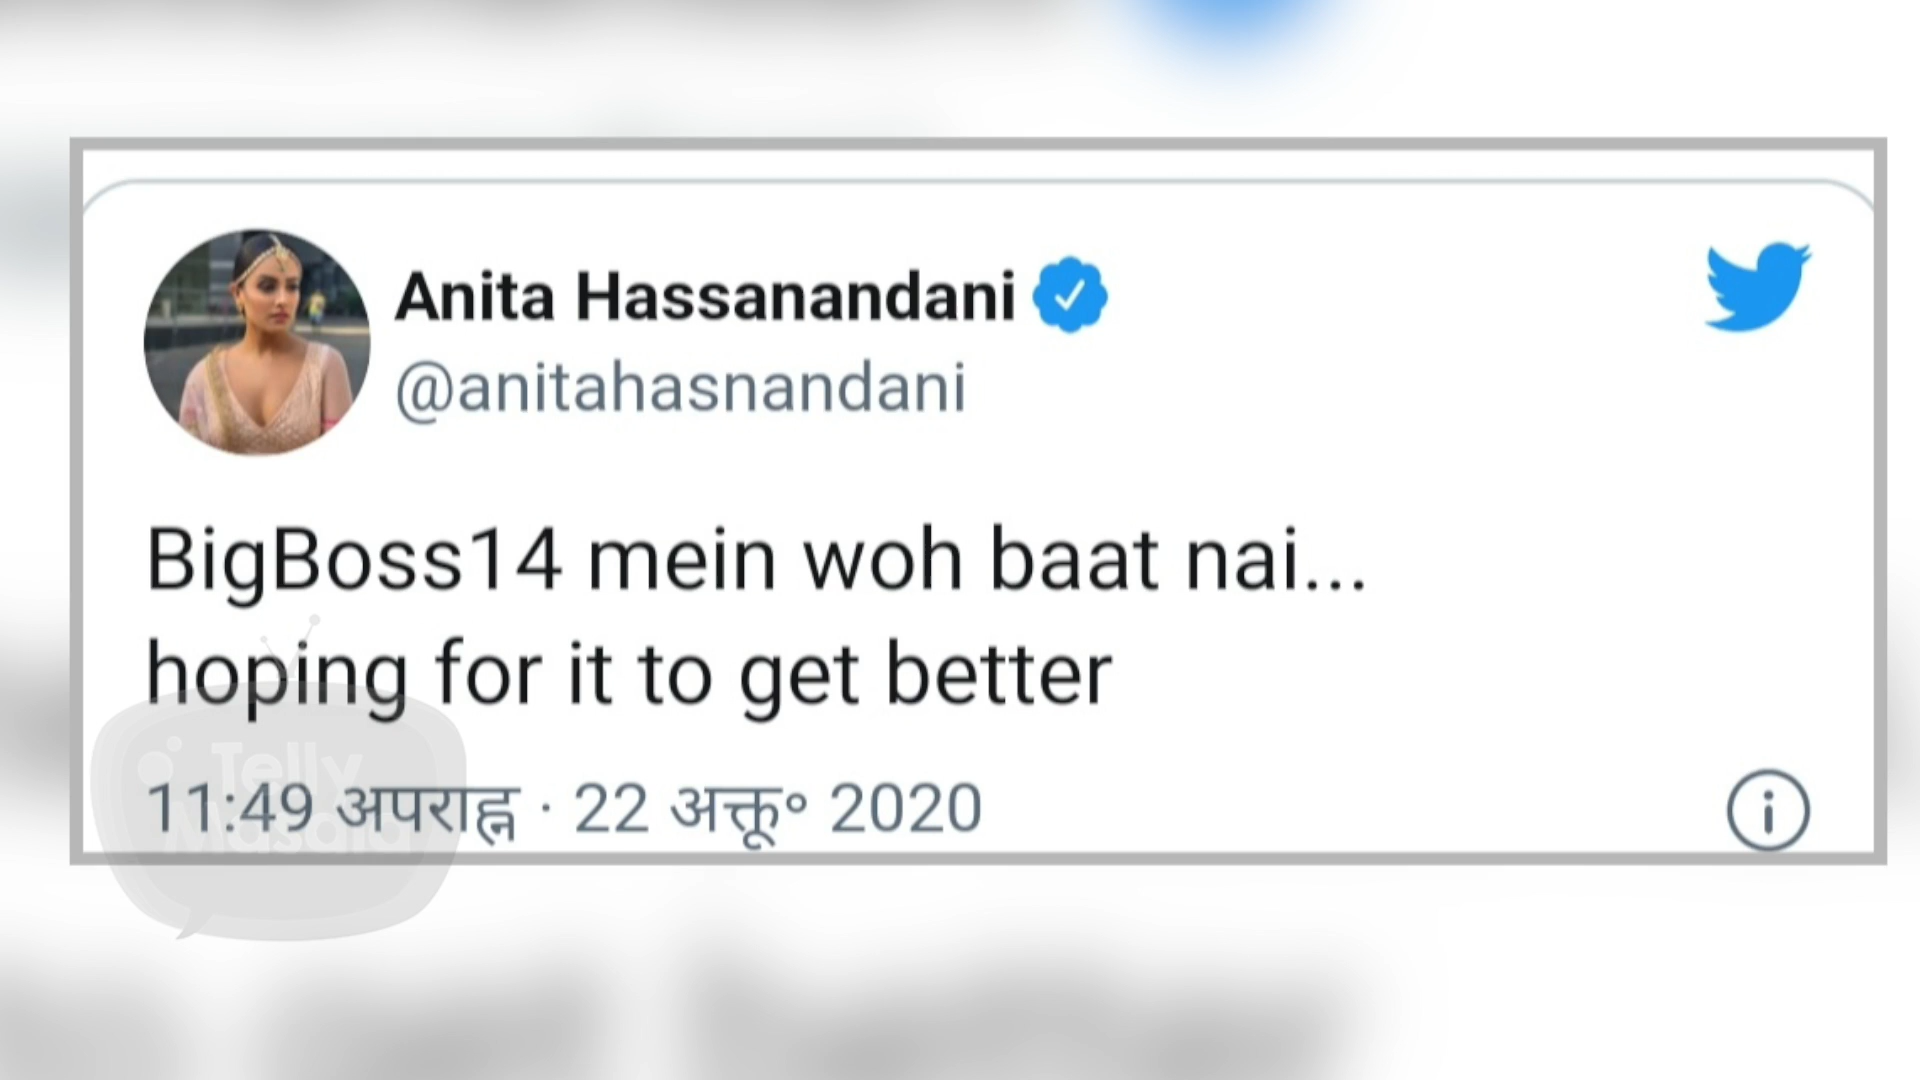 Anita Hassanandani
@anitahasnandani
BigBoss14 mein woh baat nai...
hoping for it to get better
11:49 अपराह्न · 22 अक्तू॰ 2020
Telly
Masala